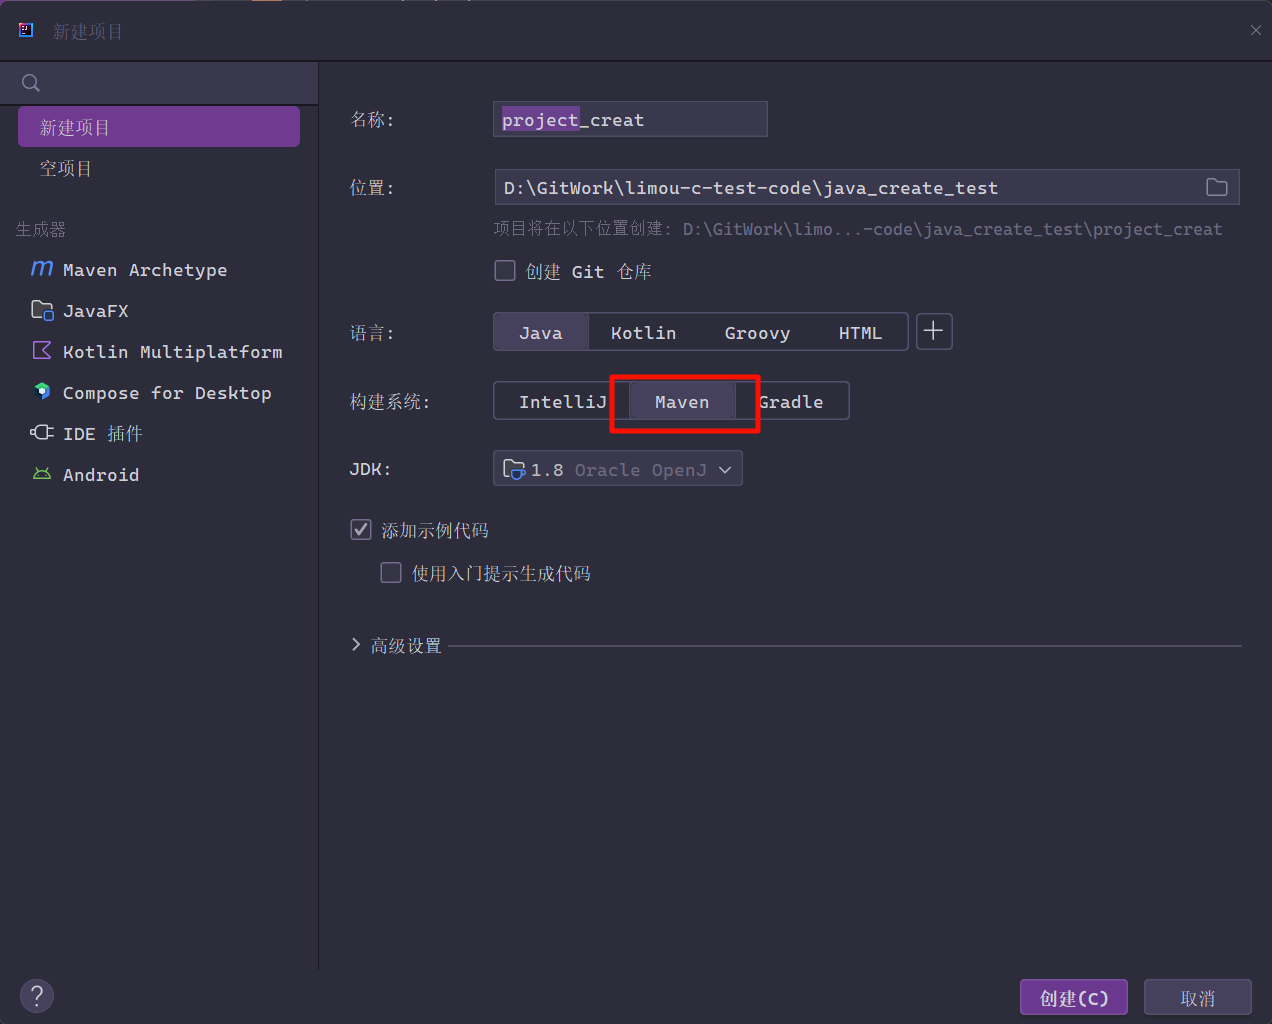 新建项目
新建项目
空项目
生成器
Maven Archetype
JavaFX
Kotlin Multiplatform
Compose for Desktop
IDE 插件
Android
名称:
project_creat
位置:
D:\GitWork\limou-c-test-code\java_create_test
项目将在以下位置创建: D:\GitWork\limo...-code\java_create_test\project_creat
创建 Git 仓库
语言:
Java Kotlin Groovy HTML
构建系统:
IntelliJ Maven Gradle
JDK:
1.8 Oracle OpenJ
添加示例代码
使用入门提示生成代码
高级设置
?
创建(C)
取消